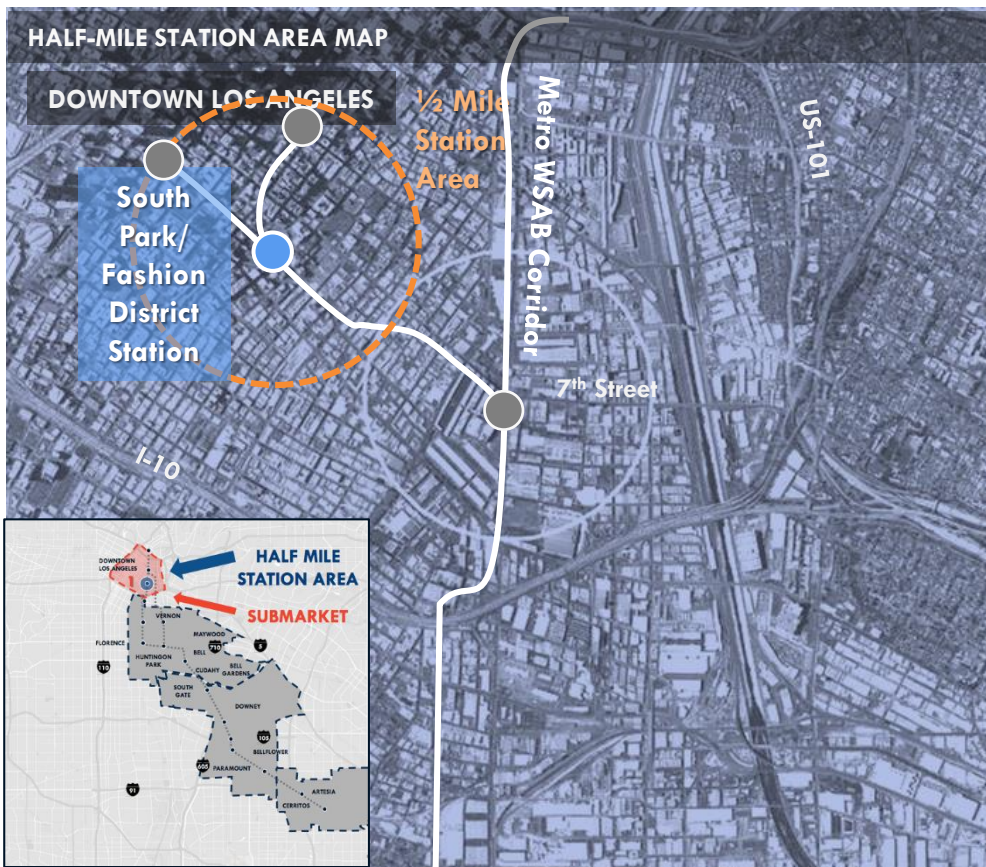 HALF-MILE STATION AREA MAP
DOWNTOWN LOS ANGELES
½ Mile
Station
Area
Metro WSAB Corridor
US-101
South
Park/
Fashion
District
Station
7th Street
I-10
DOWNTOWN
LOS ANGELES
HALF MILE
STATION AREA
SUBMARKET
VERNON
FLORENCE
MAYWOOD
BELL
710
5
HUNTINGON
PARK
CUDAHY
BELL
GARDENS
110
SOUTH
GATE
DOWNEY
105
BELLFLOWER
605
PARAMOUNT
91
ARTESIA
CERRITOS